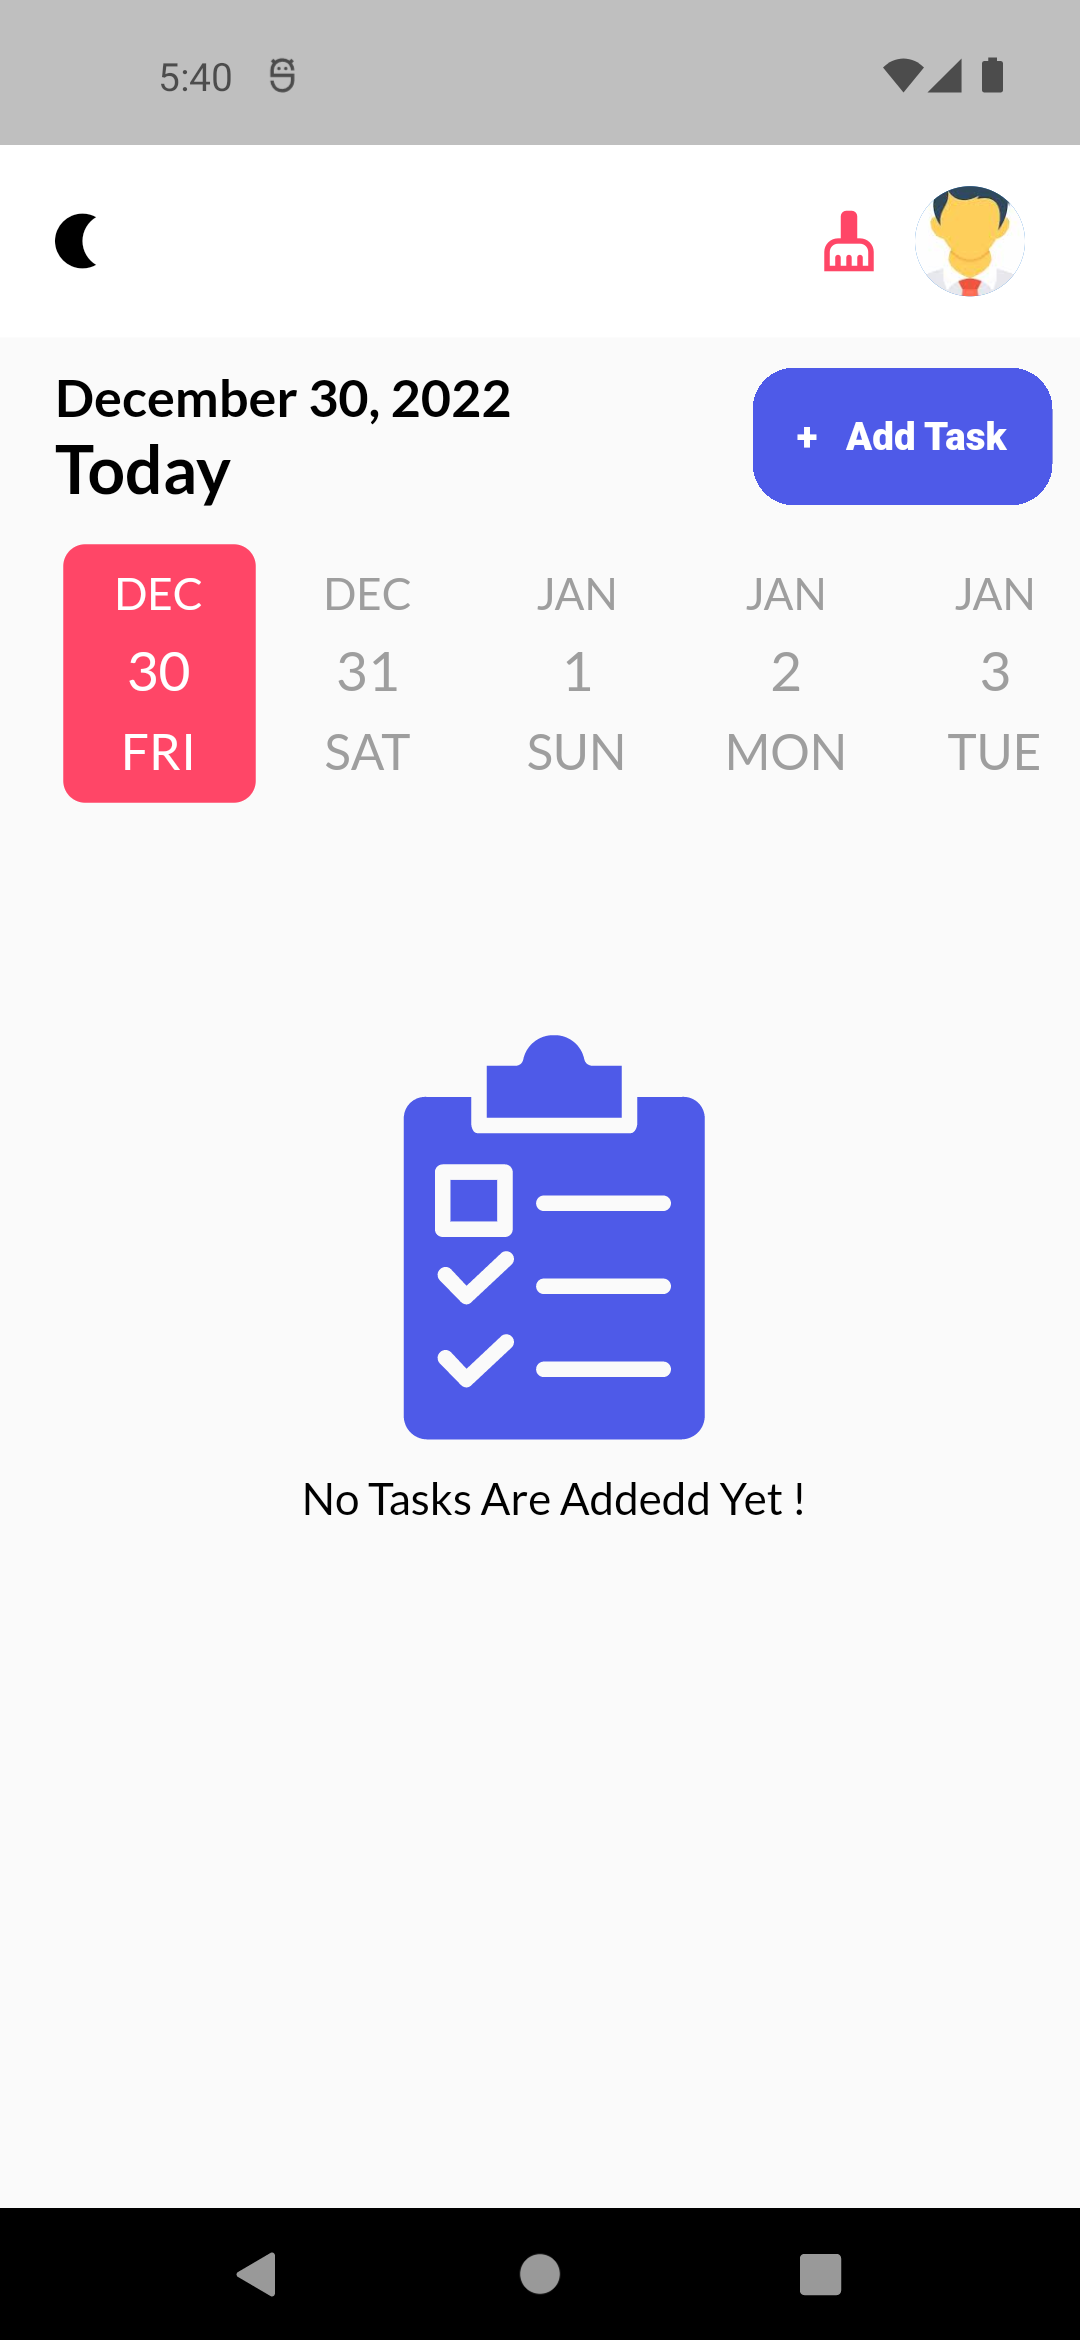 5:40
December 30, 2022
Today
+ Add Task
DEC DEC JAN JAN JAN
30 31 1 2 3
FRI SAT SUN MON TUE
No Tasks Are Addedd Yet !